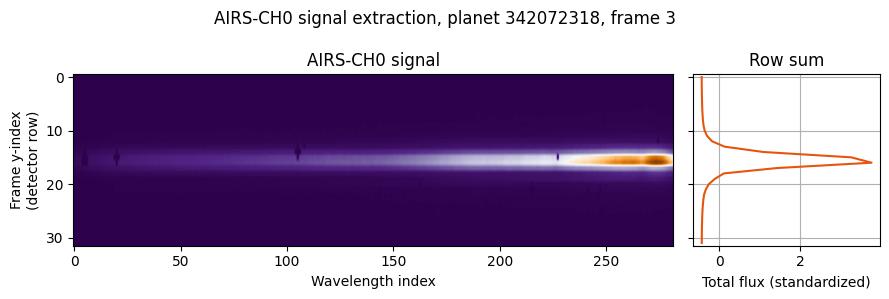 AIRS-CH0 signal extraction, planet 342072318, frame 3
AIRS-CH0 signal
Row sum
Frame y-index
(detector row)
0
10
20
30
0
50
100
150
200
250
Wavelength index
0
2
Total flux (standardized)